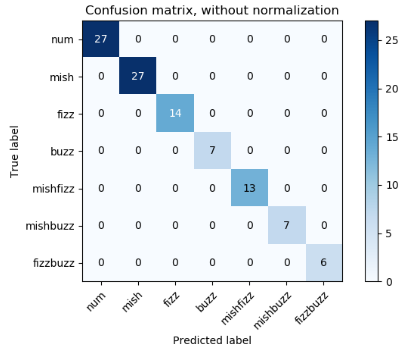 Confusion matrix, without normalization
num 27 0 0 0 0 0 0
mish 0 27 0 0 0 0 0
fizz 0 0 14 0 0 0 0
buzz 0 0 0 7 0 0 0
mishfizz 0 0 0 0 13 0 0
mishbuzz 0 0 0 0 0 7 0
fizzbuzz 0 0 0 0 0 0 6
num mish fizz buzz mishfizz mishbuzz fizzbuzz
True label
Predicted label
25
20
15
10
5
0